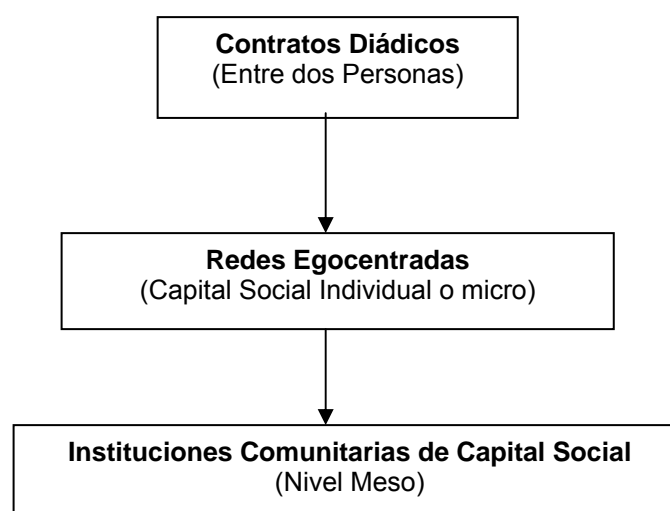 Contratos Diádicos
(Entre dos Personas)
Redes Egocentradas
(Capital Social Individual o micro)
Instituciones Comunitarias de Capital Social
(Nivel Meso)